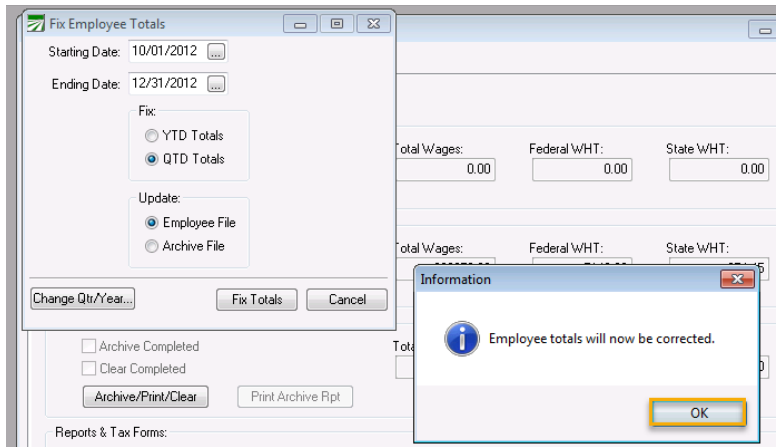 Fix Employee Totals
Starting Date: 10/01/2012 ...
Ending Date: 12/31/2012 ...
Fix:
YTD Totals
QTD Totals
Update:
Employee File
Archive File
Change Qtr/Year... Fix Totals Cancel
Total Wages: Federal WHT: State WHT:
0.00 0.00 0.00
Total Wages: Federal WHT: State WHT:
Information
Employee totals will now be corrected.
OK
Archive Completed
Clear Completed
Archive/Print/Clear Print Archive Rpt
Reports & Tax Forms: